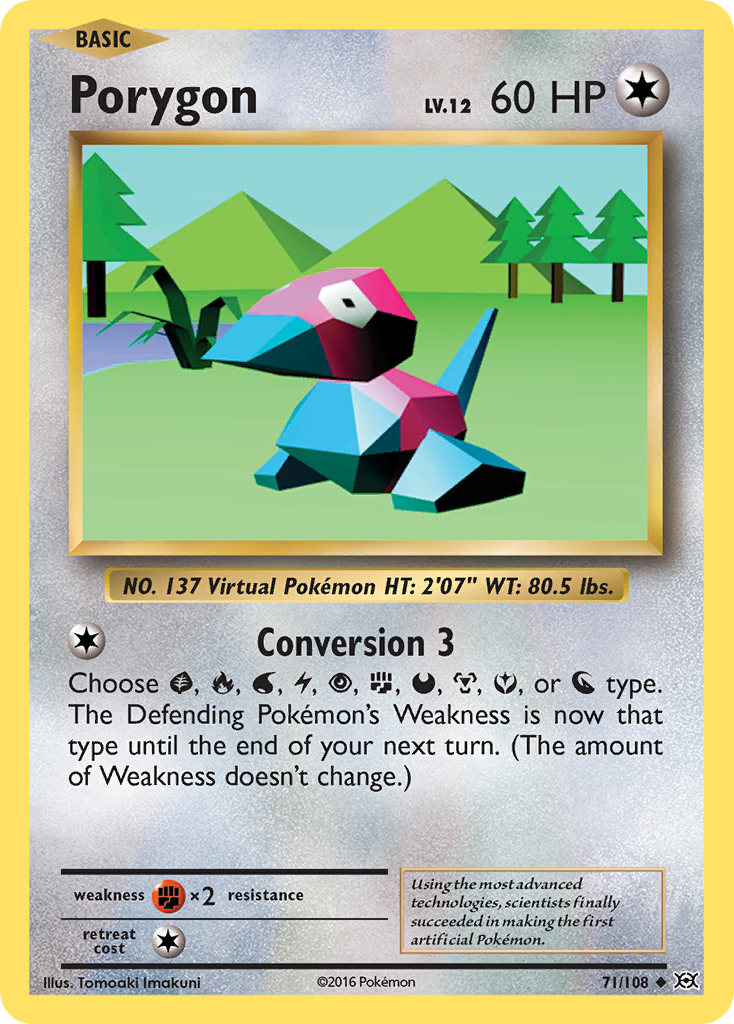 BASIC
Porygon LV.12 60 HP
NO. 137 Virtual Pokémon HT: 2'07" WT: 80.5 lbs.
Conversion 3
Choose , , , , , , , , , or type.
The Defending Pokémon's Weakness is now that
type until the end of your next turn. (The amount
of Weakness doesn't change.)
weakness ×2 resistance
retreat
cost
Using the most advanced
technologies, scientists finally
succeeded in making the first
artificial Pokémon.
Illus. Tomoaki Imakuni ©2016 Pokémon 71/108